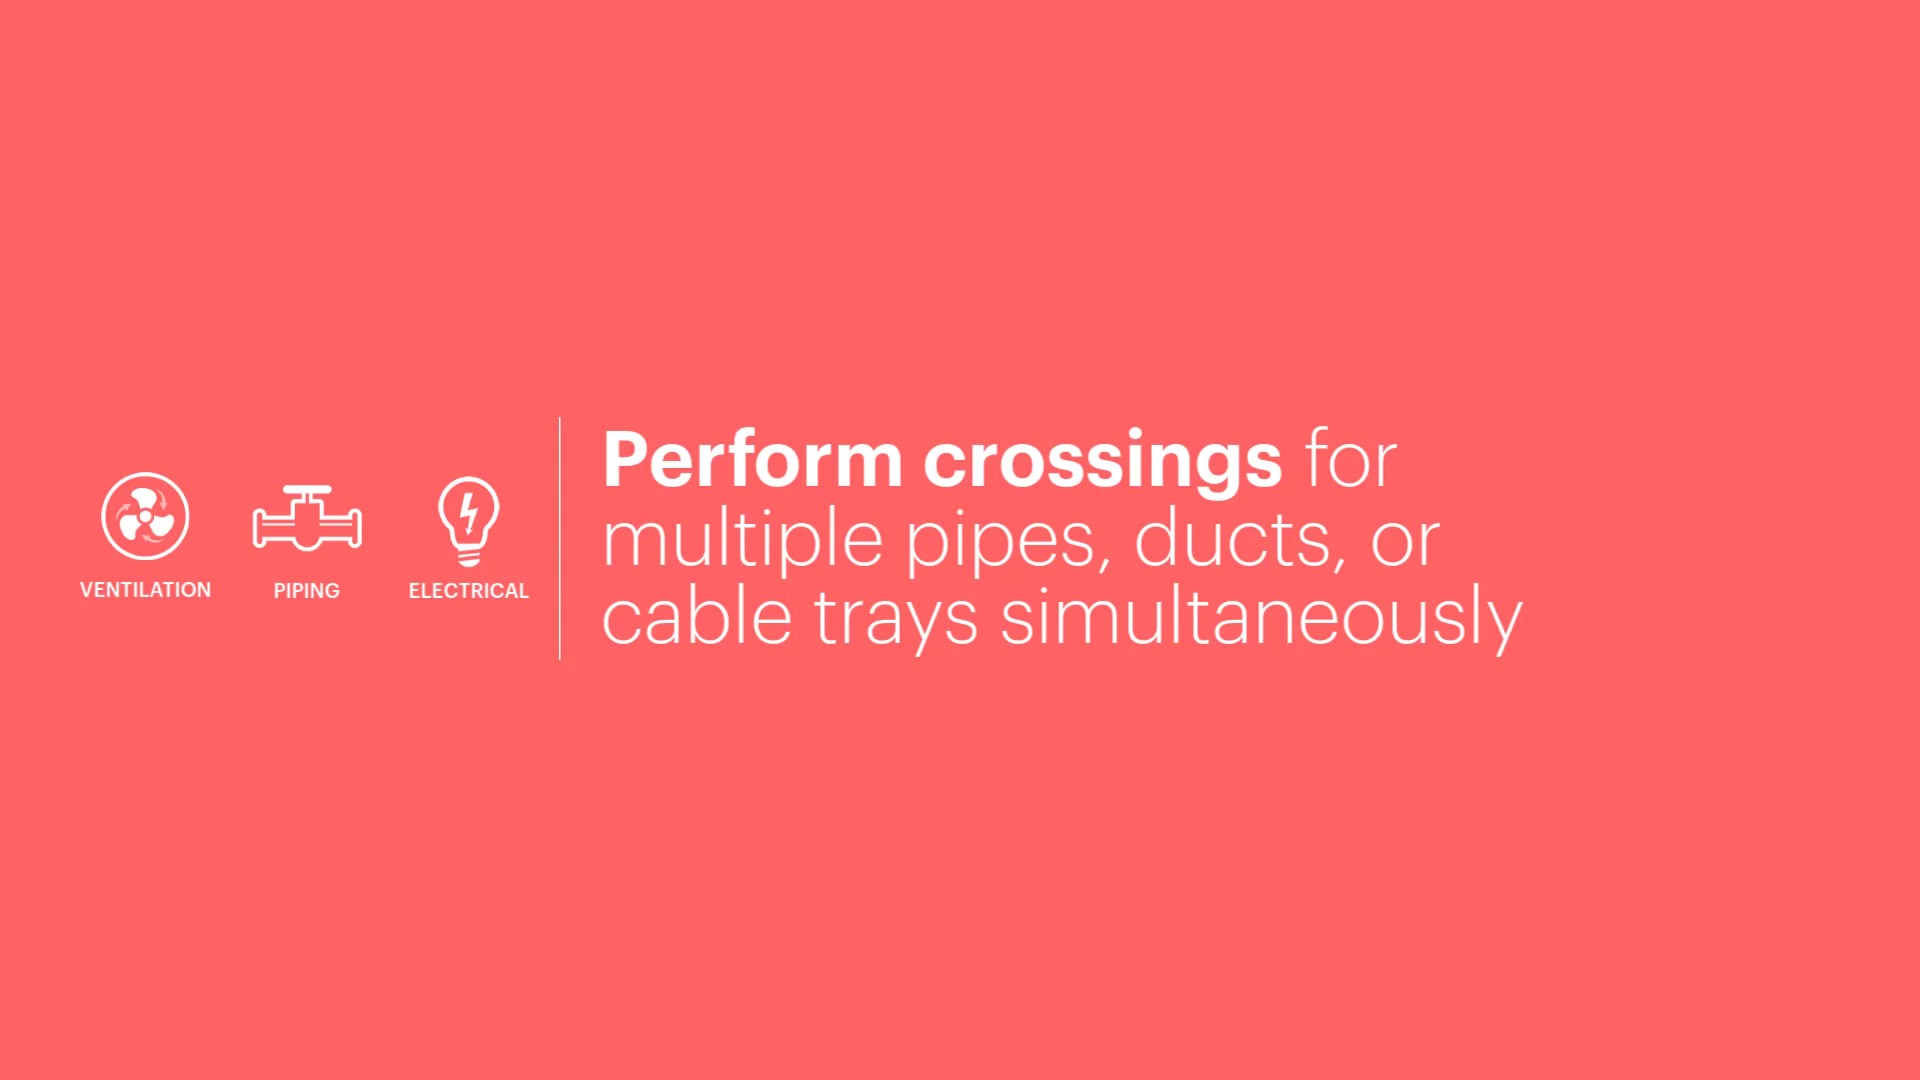 VENTILATION
PIPING
ELECTRICAL
Perform crossings for
multiple pipes, ducts, or
cable trays simultaneously